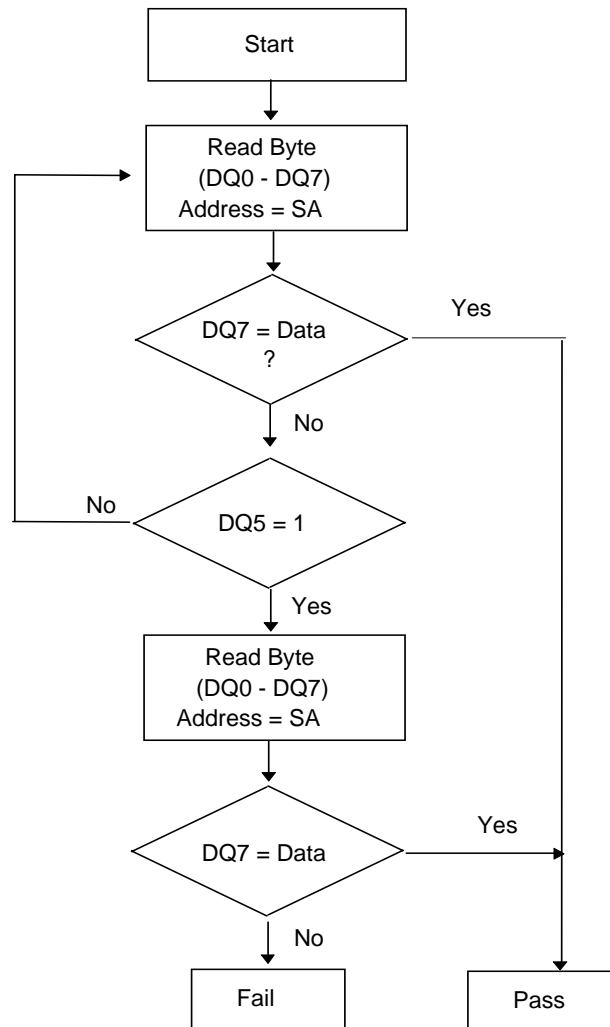 Start
Read Byte
(DQ0 - DQ7)
Address = SA
Yes
DQ7 = Data
?
No
No
DQ5 = 1
Yes
Read Byte
(DQ0 - DQ7)
Address = SA
Yes
DQ7 = Data
No
Fail
Pass